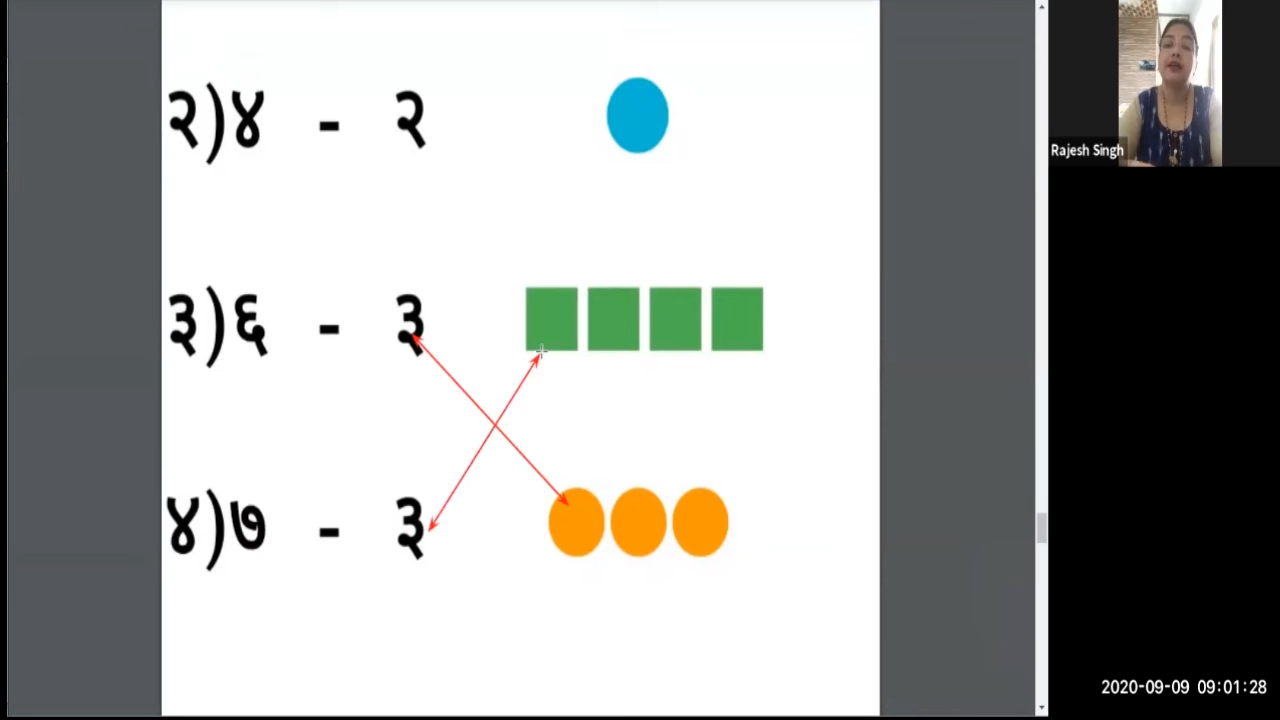 २)४ - २
Rajesh Singh
३)६ - ३
४)७ - ३
2020-09-09 09:01:28